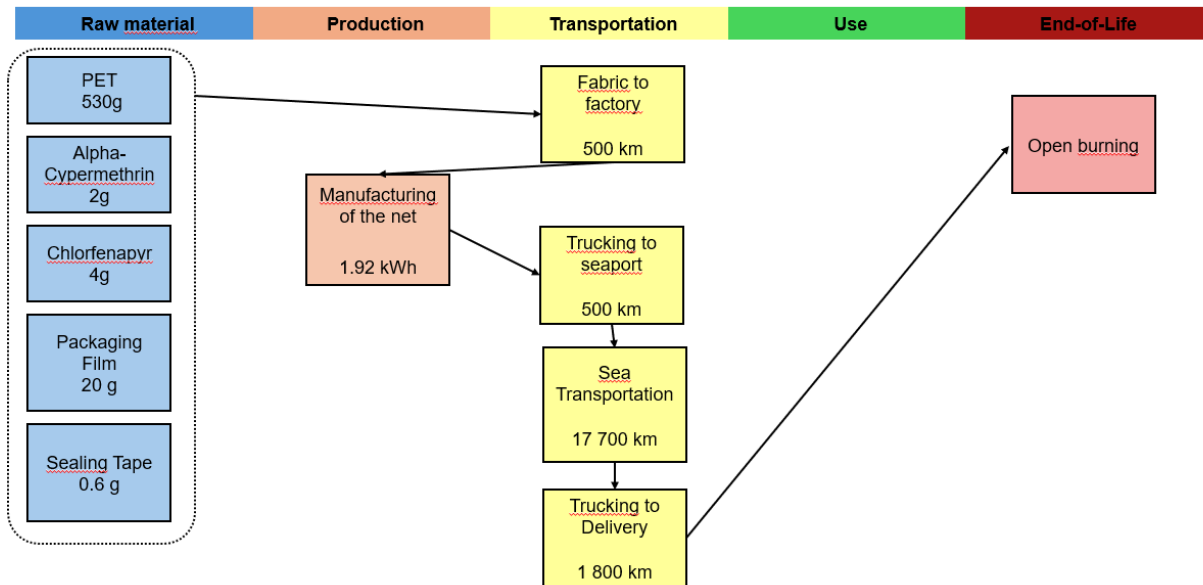 Raw material
Production
Transportation
Use
End-of-Life
PET
530g
Alpha-
Cypermethrin
2g
Chlorfenapyr
4g
Packaging
Film
20 g
Sealing Tape
0.6 g
Manufacturing
of the net
1.92 kWh
Fabric to
factory
500 km
Trucking to
seaport
500 km
Sea
Transportation
17 700 km
Trucking to
Delivery
1 800 km
Open burning